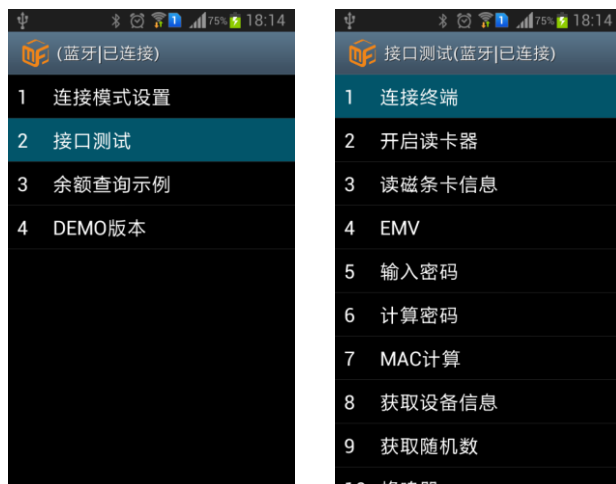 75% 18:14
(蓝牙|已连接)
1 连接模式设置
2 接口测试
3 余额查询示例
4 DEMO版本
75% 18:14
接口测试(蓝牙|已连接)
1 连接终端
2 开启读卡器
3 读磁条卡信息
4 EMV
5 输入密码
6 计算密码
7 MAC计算
8 获取设备信息
9 获取随机数